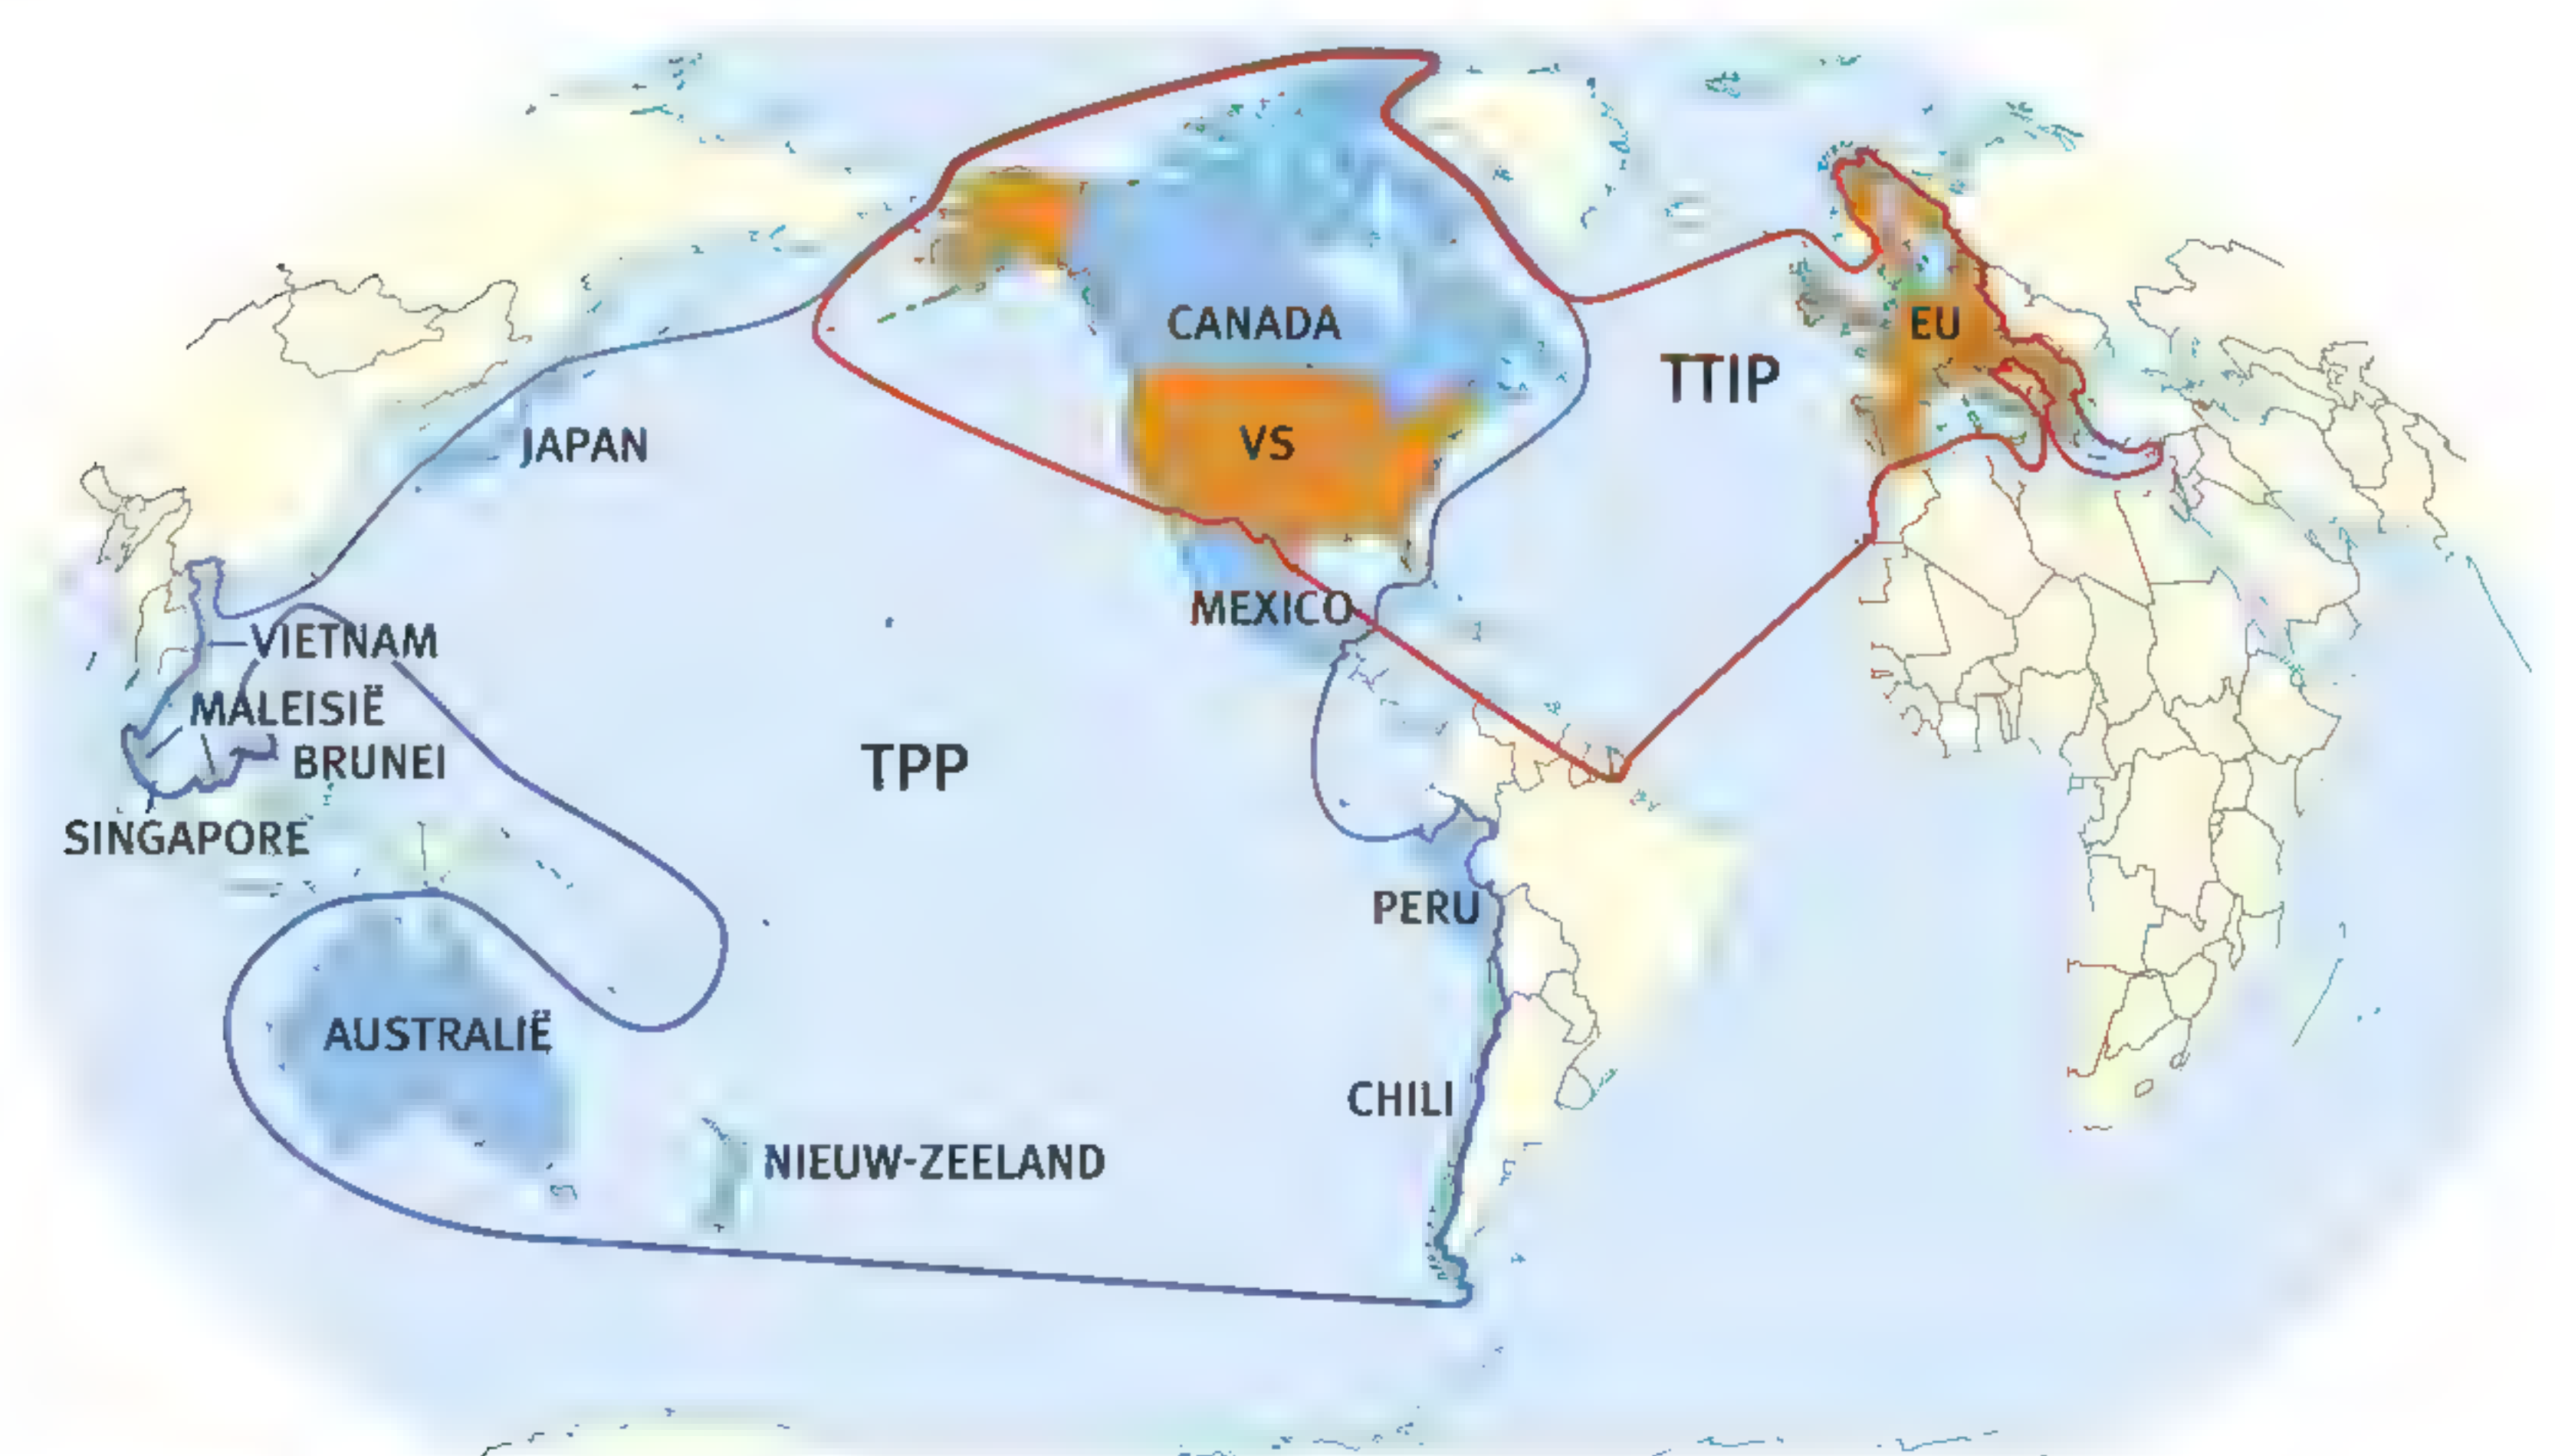 CANADA
EU
TTIP
VS
JAPAN
MEXICO
VIETNAM
MALEISIË
BRUNEI
TPP
SINGAPORE
PERU
AUSTRALIË
CHILI
NIEUW-ZEELAND